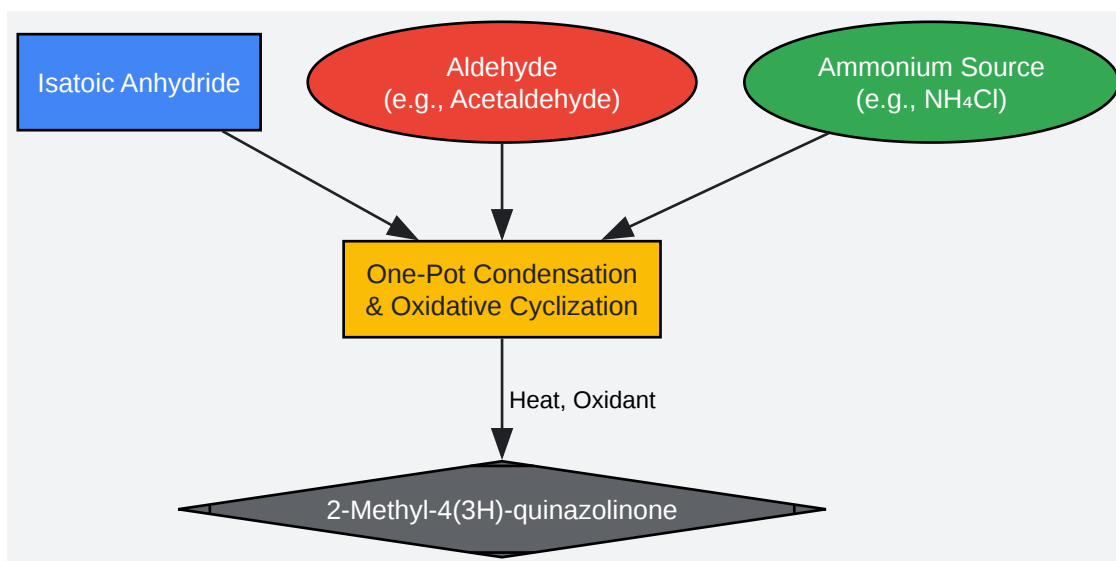 Isatoic Anhydride
Aldehyde
(e.g., Acetaldehyde)
Ammonium Source
(e.g., NH₄Cl)
One-Pot Condensation
& Oxidative Cyclization
Heat, Oxidant
2-Methyl-4(3H)-quinazolinone